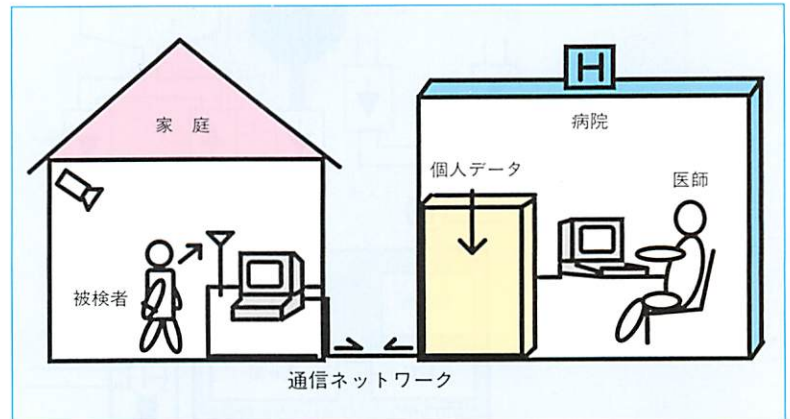 H
家 庭
病院
個人データ
医師
被検者
通信ネットワーク